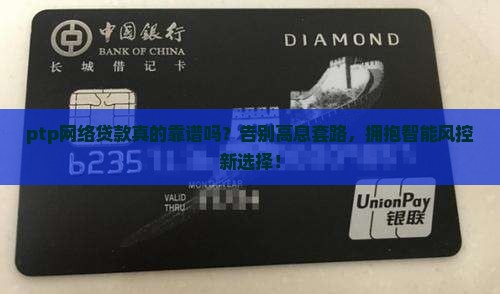 中国银行 DIAMOND
BANK OF CHINA
长城借记卡
ptp网络贷款真的靠谱吗？告别高息套路，拥抱智能风控
新选择！
6235
MONTH/YEAR
VALID
THRU
UnionPay
银联